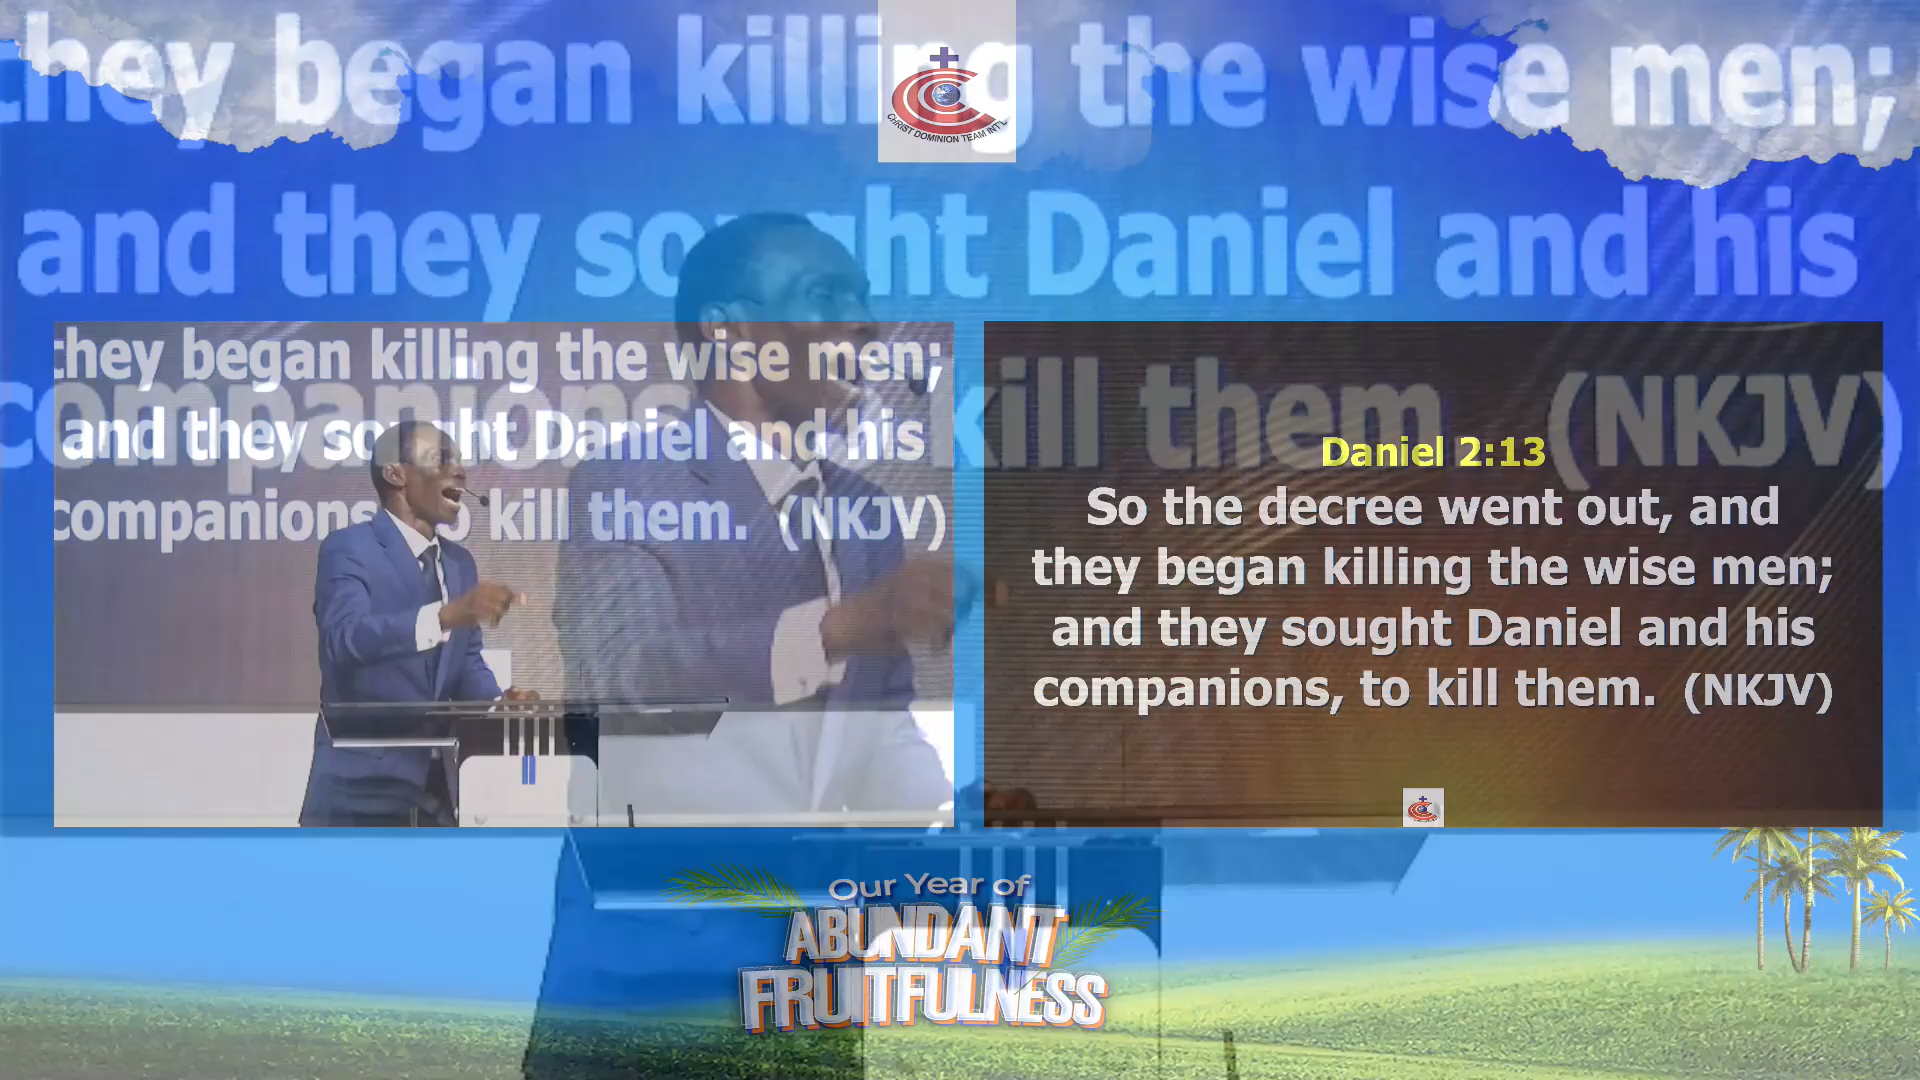 they began killing the wise men;
CHRIST DOMINION TEAM INT'L
and they sought Daniel and his
companions kill them (NKJV)
they began killing the wise men;
and they sought Daniel and his
companions to kill them. (NKJV)
Daniel 2:13
So the decree went out, and
they began killing the wise men;
and they sought Daniel and his
companions, to kill them. (NKJV)
Our Year of
ABUNDANT
FRUITFULNESS